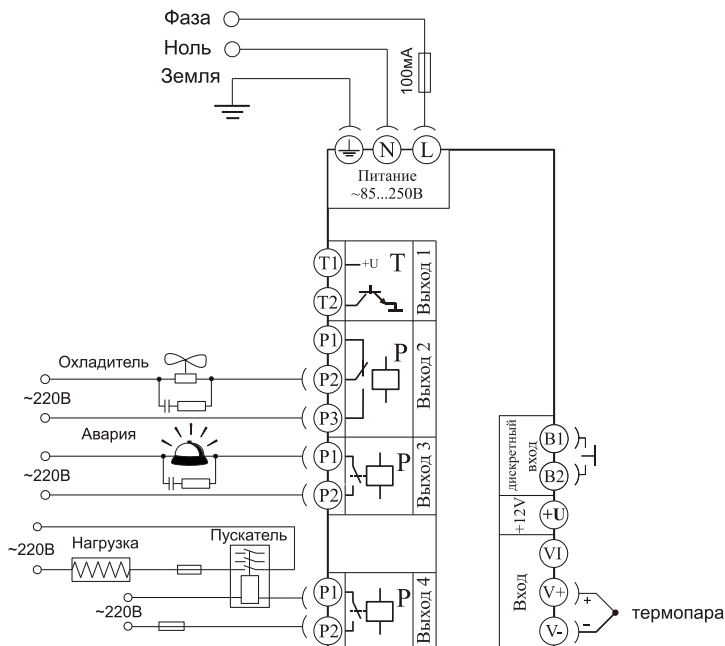 Фаза
Ноль
Земля
100мА
N
L
Питание
~85...250В
T1
+U
T
T2
Выход 1
P1
P2
P3
P
Выход 2
Охладитель
~220В
Авария
~220В
P1
P2
P
Выход 3
~220В
Нагрузка
Пускатель
~220В
P1
P2
P
Выход 4
дискретный
вход
B1
B2
+12V
+U
VI
Вход
V+
V-
+
−
термопара